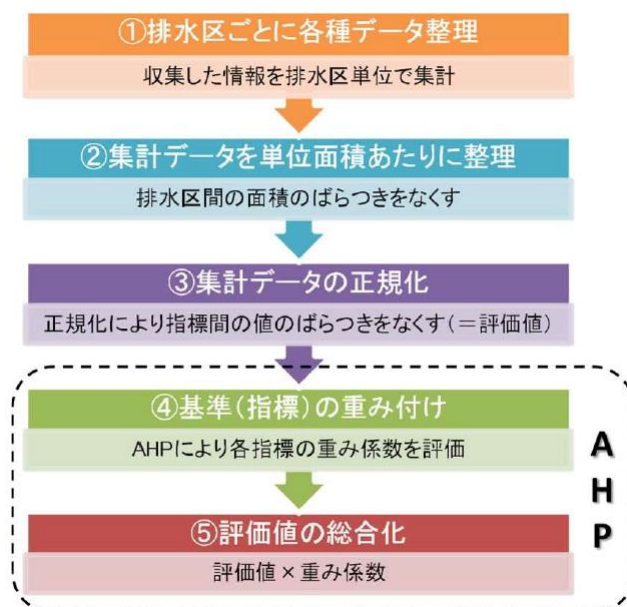 ①排水区ごとに各種データ整理
収集した情報を排水区単位で集計
②集計データを単位面積あたりに整理
排水区間の面積のばらつきをなくす
③集計データの正規化
正規化により指標間の値のばらつきをなくす(=評価値)
④基準(指標)の重み付け
AHPにより各指標の重み係数を評価
⑤評価値の総合化
評価値×重み係数
AHP